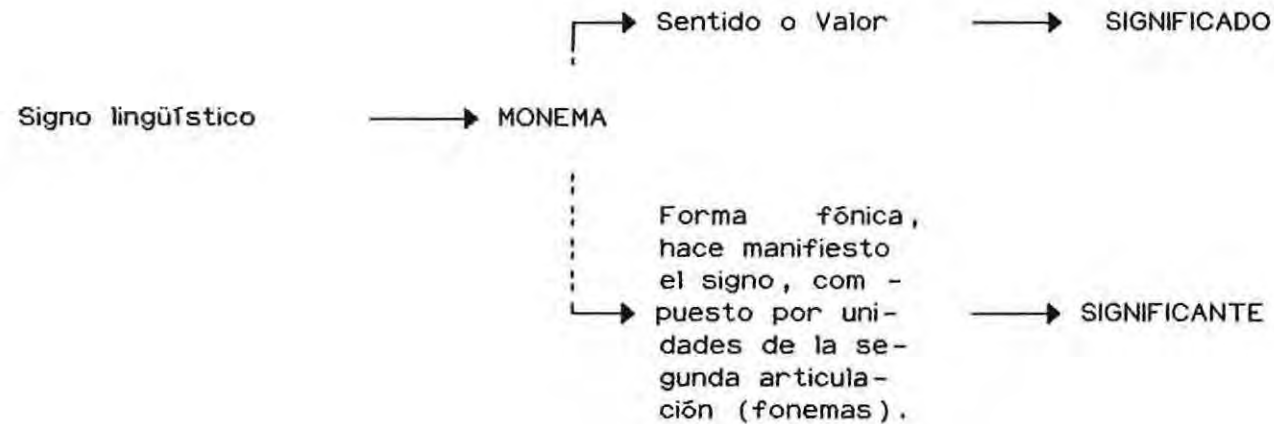 Sentido o Valor SIGNIFICADO
Signo lingüístico MONEMA
Forma fónica,
hace manifiesto
el signo, com -
puesto por uni- SIGNIFICANTE
dades de la se-
gunda articula-
ción (fonemas).